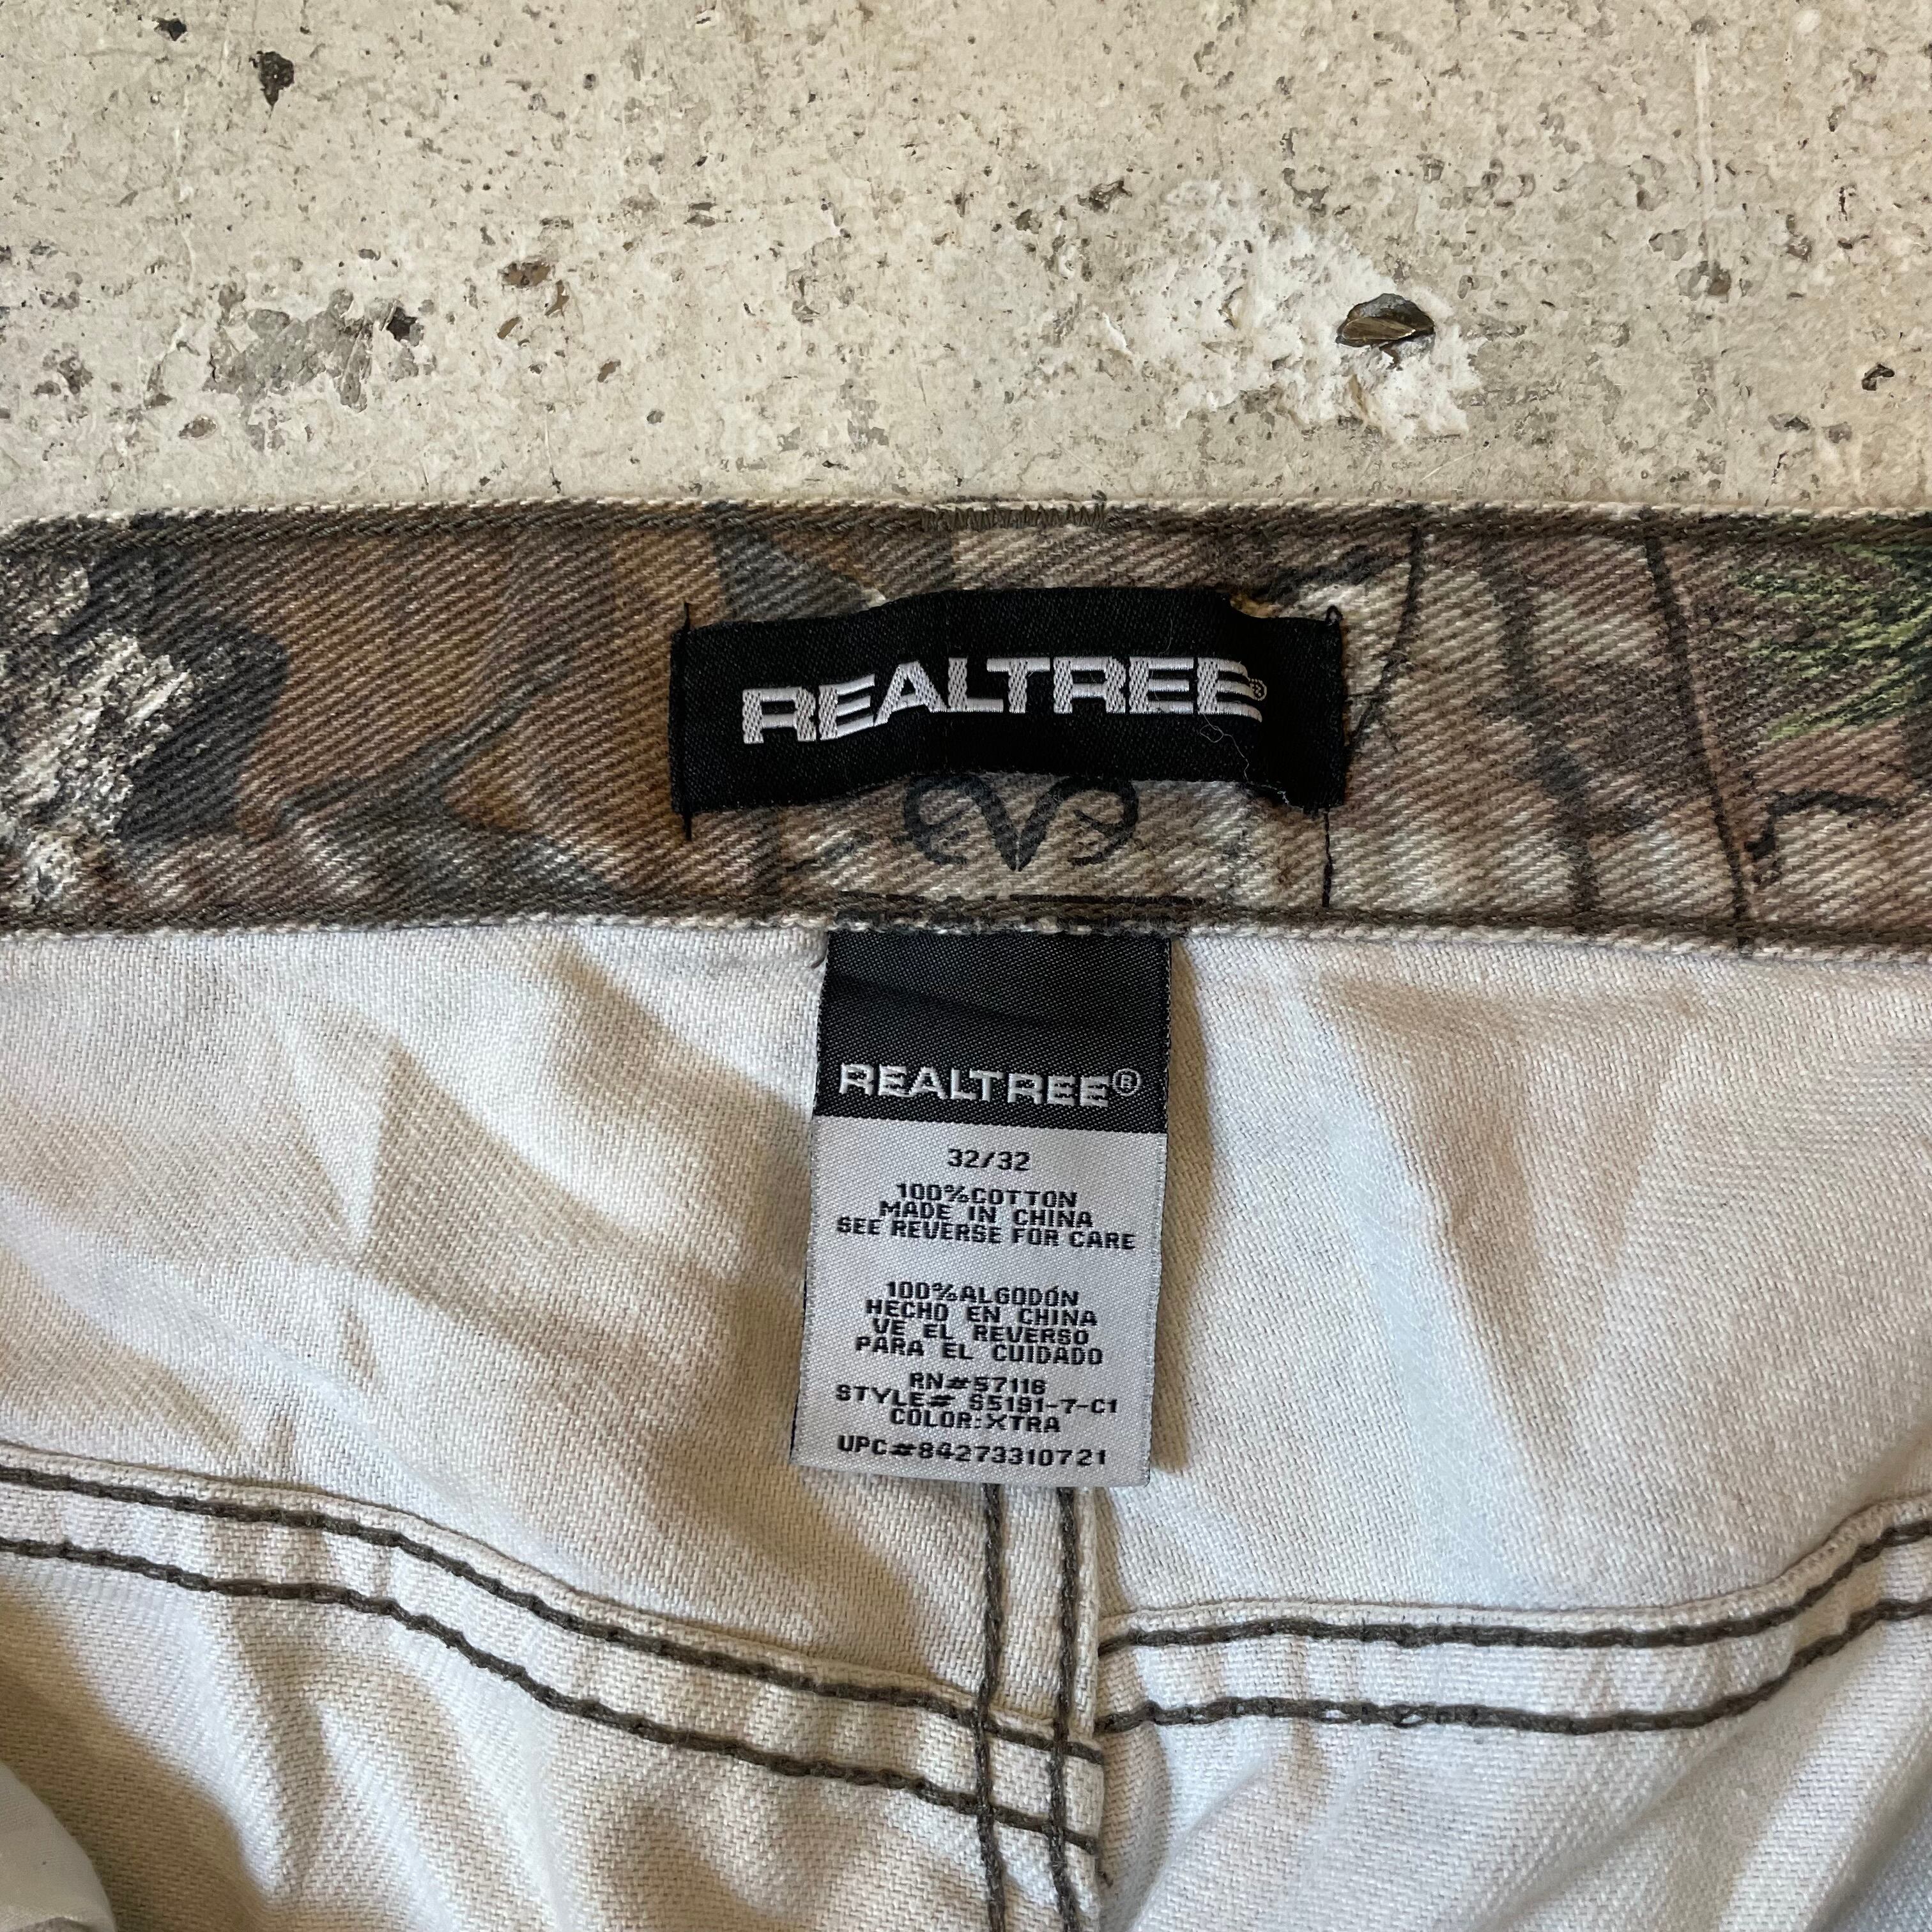 REALTREE®
REALTREE®
32/32
100%COTTON
MADE IN CHINA
SEE REVERSE FOR CARE
100%ALGODÓN
HECHO EN CHINA
VE EL REVERSO
PARA EL CUIDADO
RN#57116
STYLE# S5191-7-C1
COLOR:XTRA
UPC#84273310721